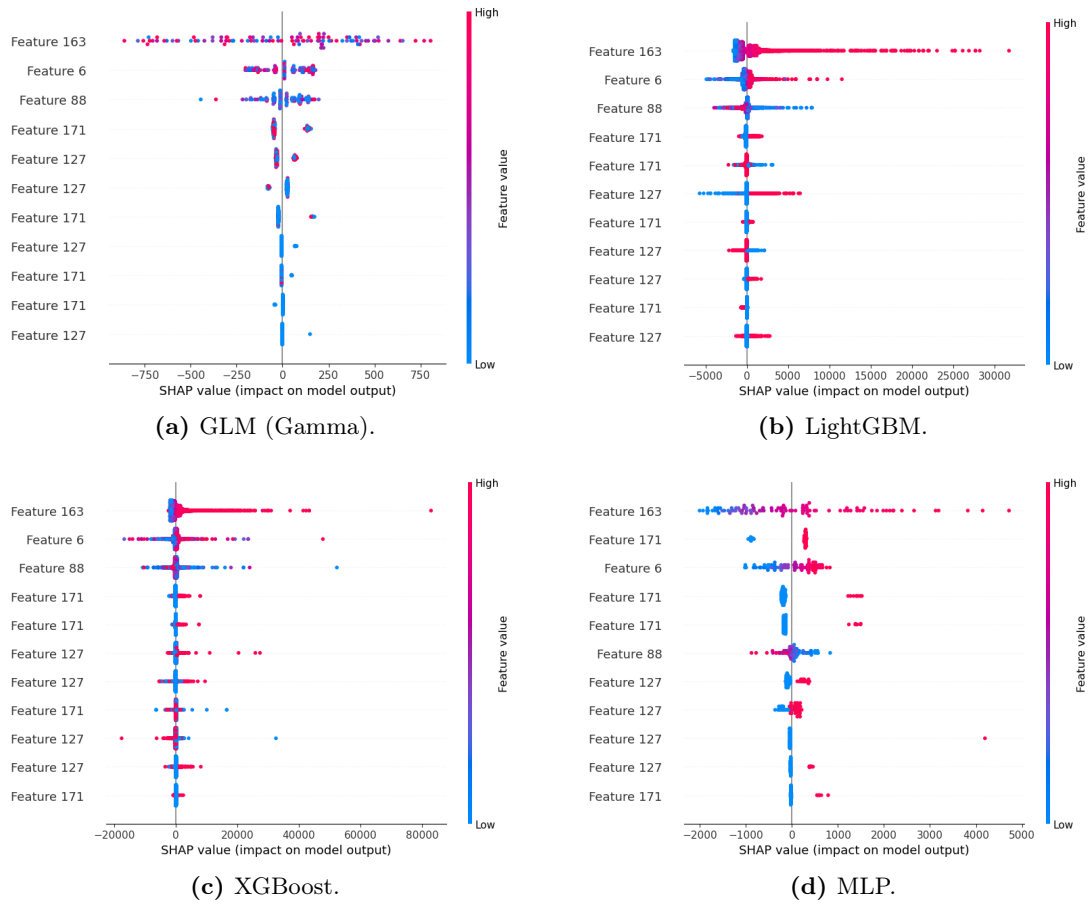 High
Feature 163
Feature 6
Feature 88
Feature 171
Feature 127
Feature 127
Feature 171
Feature 127
Feature 171
Feature 171
Feature 127
Low
Feature value
−750 −500 −250 0 250 500 750
SHAP value (impact on model output)
(a) GLM (Gamma).
High
Feature 163
Feature 6
Feature 88
Feature 171
Feature 171
Feature 127
Feature 171
Feature 127
Feature 127
Feature 171
Feature 127
Low
Feature value
−5000 0 5000 10000 15000 20000 25000 30000
SHAP value (impact on model output)
(b) LightGBM.
High
Feature 163
Feature 6
Feature 88
Feature 171
Feature 171
Feature 127
Feature 127
Feature 171
Feature 127
Feature 127
Feature 171
Low
Feature value
−20000 0 20000 40000 60000 80000
SHAP value (impact on model output)
(c) XGBoost.
High
Feature 163
Feature 171
Feature 6
Feature 171
Feature 171
Feature 88
Feature 127
Feature 127
Feature 127
Feature 127
Feature 171
Low
Feature value
−2000 −1000 0 1000 2000 3000 4000 5000
SHAP value (impact on model output)
(d) MLP.